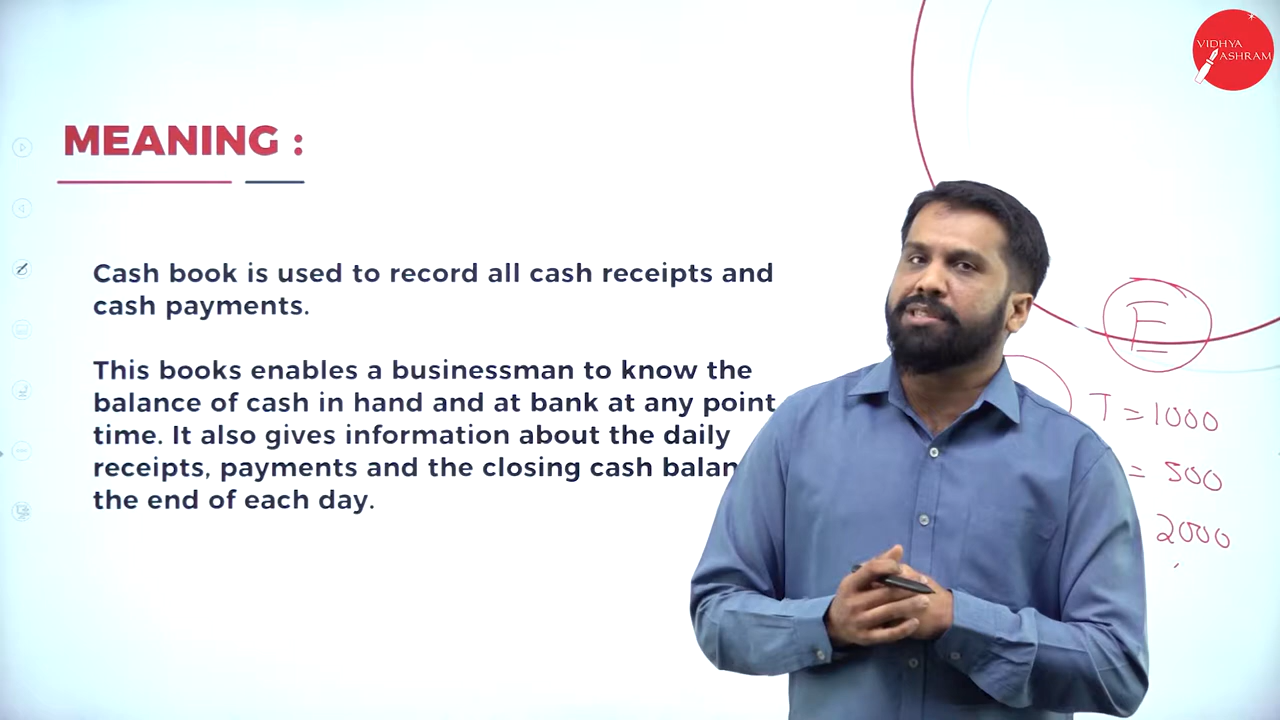 VIDHYA
ASHRAM
MEANING :
Cash book is used to record all cash receipts and
cash payments.
This books enables a businessman to know the
balance of cash in hand and at bank at any point
time. It also gives information about the daily
receipts, payments and the closing cash
the end of each day.
E
T = 1000
= 500
2000